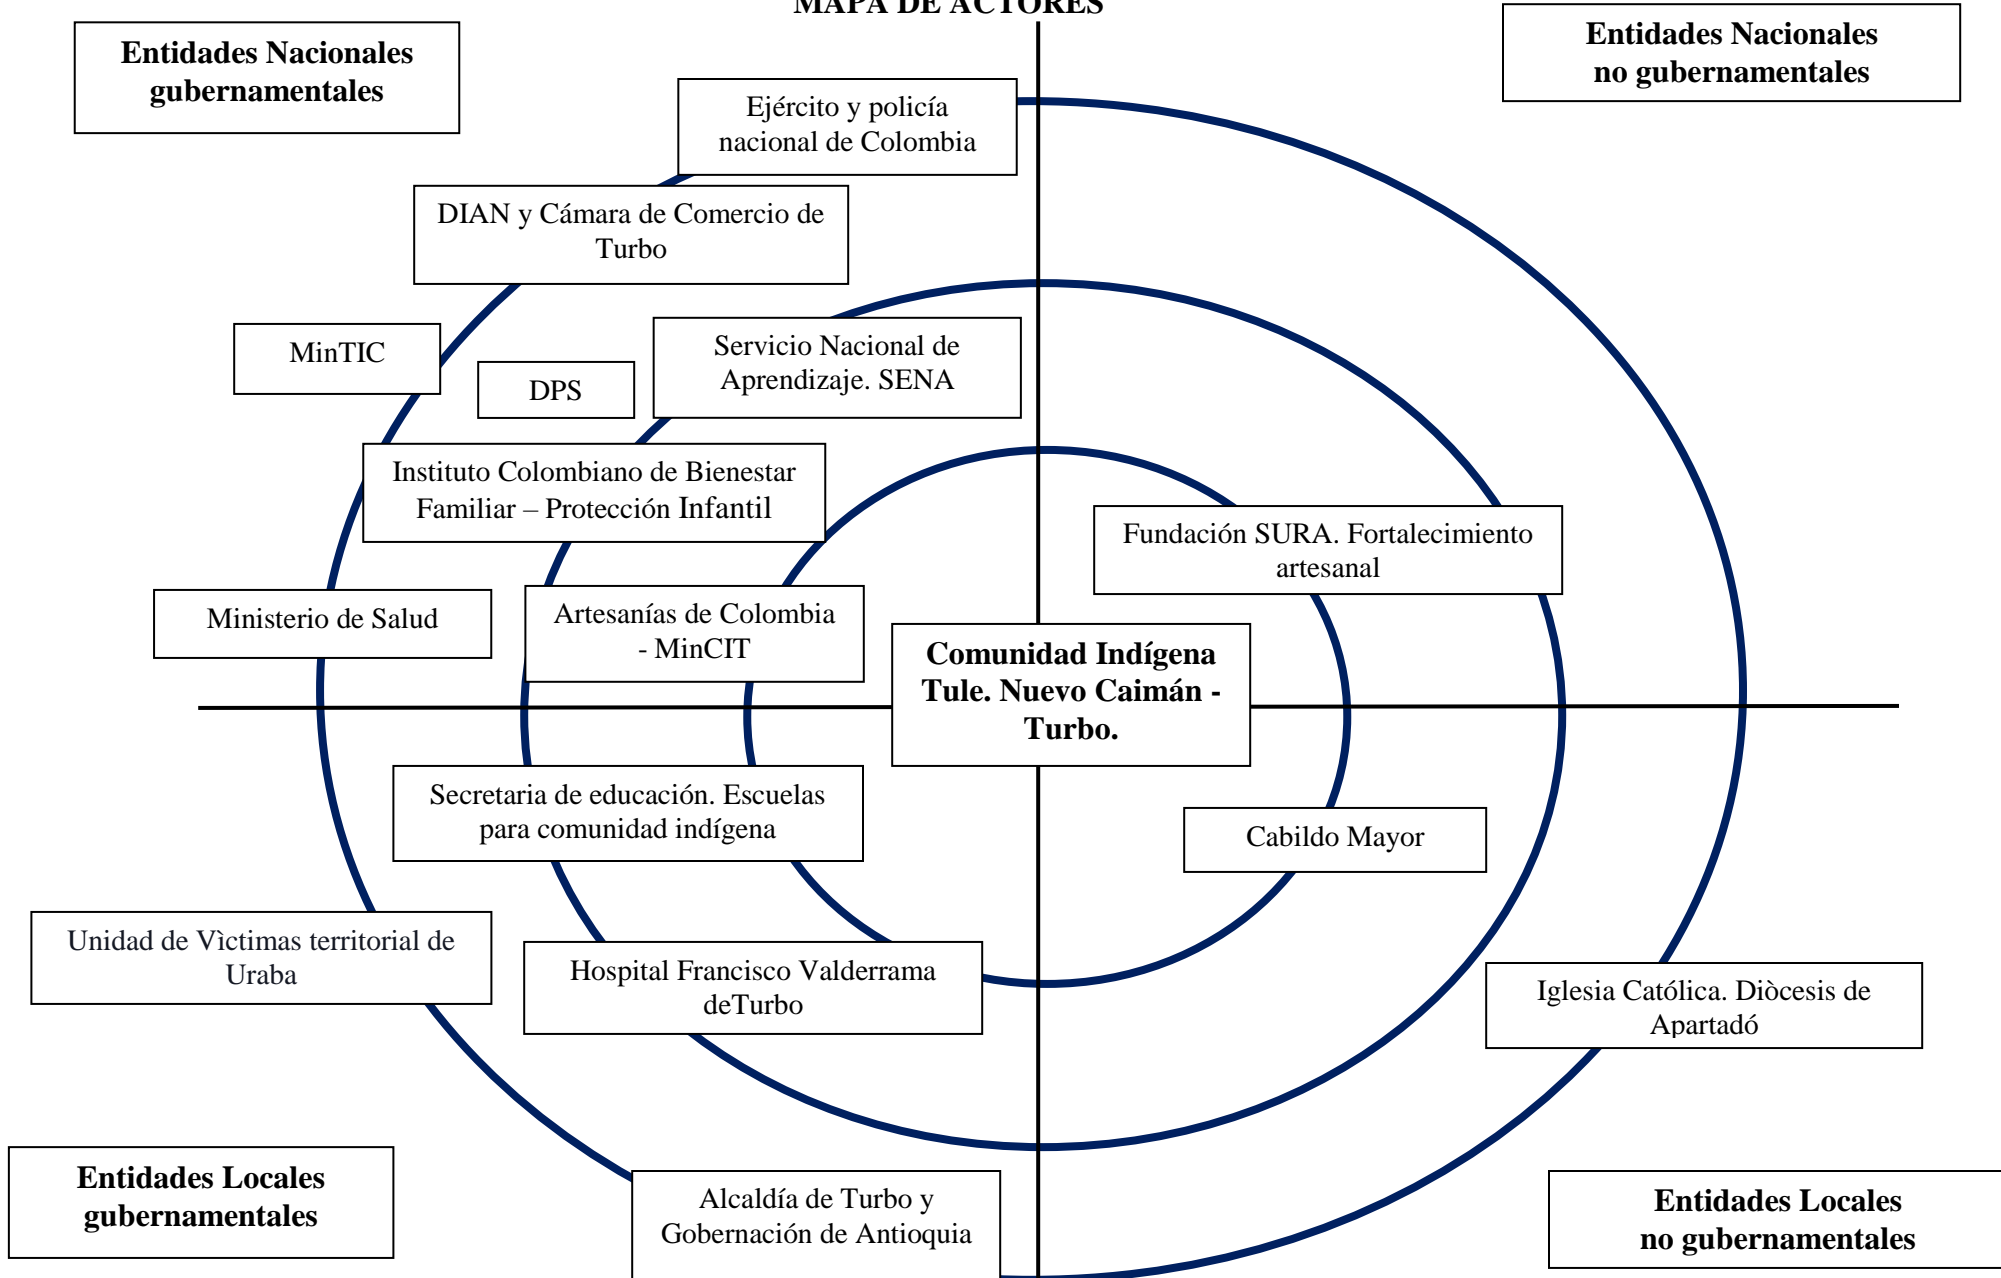 MAPA DE ACTORES
Entidades Nacionales
gubernamentales
Entidades Nacionales
no gubernamentales
Ejército y policía
nacional de Colombia
DIAN y Cámara de Comercio de
Turbo
MinTIC
DPS
Servicio Nacional de
Aprendizaje. SENA
Instituto Colombiano de Bienestar
Familiar – Protección Infantil
Fundación SURA. Fortalecimiento
artesanal
Ministerio de Salud
Artesanías de Colombia
- MinCIT
Comunidad Indígena
Tule. Nuevo Caimán -
Turbo.
Secretaria de educación. Escuelas
para comunidad indígena
Cabildo Mayor
Unidad de Vìctimas territorial de
Uraba
Hospital Francisco Valderrama
deTurbo
Iglesia Católica. Diòcesis de
Apartadó
Entidades Locales
gubernamentales
Alcaldía de Turbo y
Gobernación de Antioquia
Entidades Locales
no gubernamentales